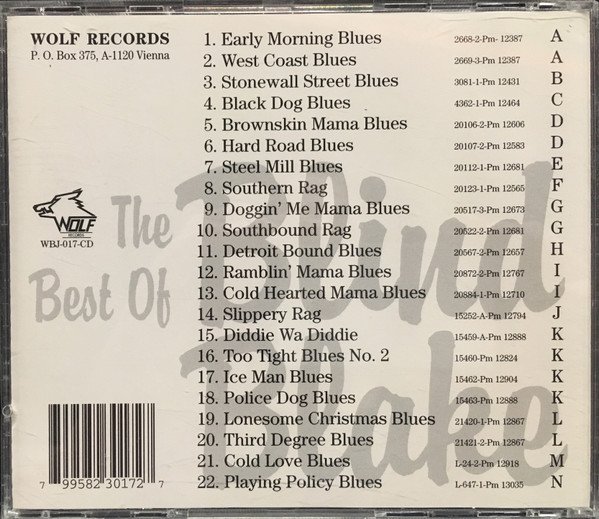 WOLF RECORDS
P. O. Box 375, A-1120 Vienna
1. Early Morning Blues 2668-2-Pm- 12387 A
2. West Coast Blues 2669-3-Pm 12387 A
3. Stonewall Street Blues 3081-1-Pm 12431 B
4. Black Dog Blues 4362-1-Pm 12464 C
5. Brownskin Mama Blues 20106-2-Pm 12606 D
6. Hard Road Blues 20107-2-Pm 12583 D
7. Steel Mill Blues 20112-1-Pm 12681 E
8. Southern Rag 20123-1-Pm 12565 F
9. Doggin' Me Mama Blues 20517-3-Pm 12673 G
10. Southbound Rag 20522-2-Pm 12681 G
11. Detroit Bound Blues 20567-2-Pm 12657 H
12. Ramblin' Mama Blues 20872-2-Pm 12767 I
13. Cold Hearted Mama Blues 20884-1-Pm 12710 I
14. Slippery Rag 15252-A-Pm 12794 J
15. Diddie Wa Diddie 15459-A-Pm 12888 K
16. Too Tight Blues No. 2 15460-Pm 12824 K
17. Ice Man Blues 15462-Pm 12904 K
18. Police Dog Blues 15463-Pm 12888 K
19. Lonesome Christmas Blues 21420-1-Pm 12867 L
20. Third Degree Blues 21421-2-Pm 12867 L
21. Cold Love Blues L-24-2-Pm 12918 M
22. Playing Policy Blues L-647-1-Pm 13035 N
The
Best Of
Blind
Blake
WOLF
RECORDS
WBJ-017-CD
7 99582 30172 7